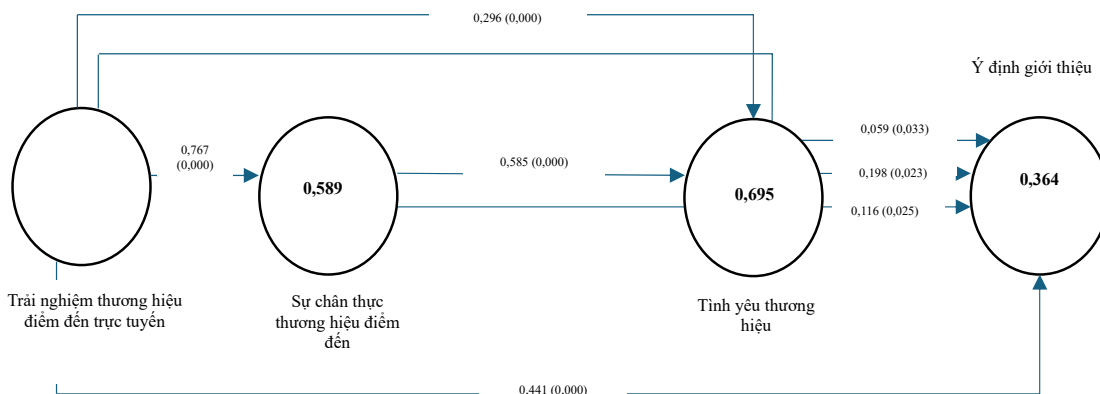 0,296 (0,000)
Ý định giới thiệu
0,059 (0,033)
0,767
(0,000)
0,585 (0,000)
0,198 (0,023)
0,589
0,695
0,364
0,116 (0,025)
Trải nghiệm thương hiệu
điểm đến trực tuyến
Sự chân thực
thương hiệu điểm
đến
Tình yêu thương
hiệu
0,441 (0,000)